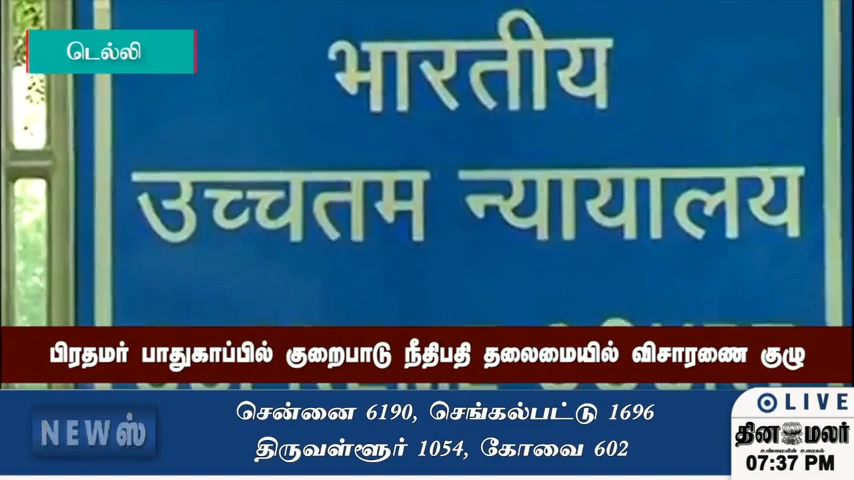 டெல்லி
भारतीय
उच्चतम न्यायालय
பிரதமர் பாதுகாப்பில் குறைபாடு நீதிபதி தலைமையில் விசாரணை குழு
NEWஸ்
சென்னை 6190, செங்கல்பட்டு 1696
திருவள்ளூர் 1054, கோவை 602
LIVE
தினமலர்
07:37 PM